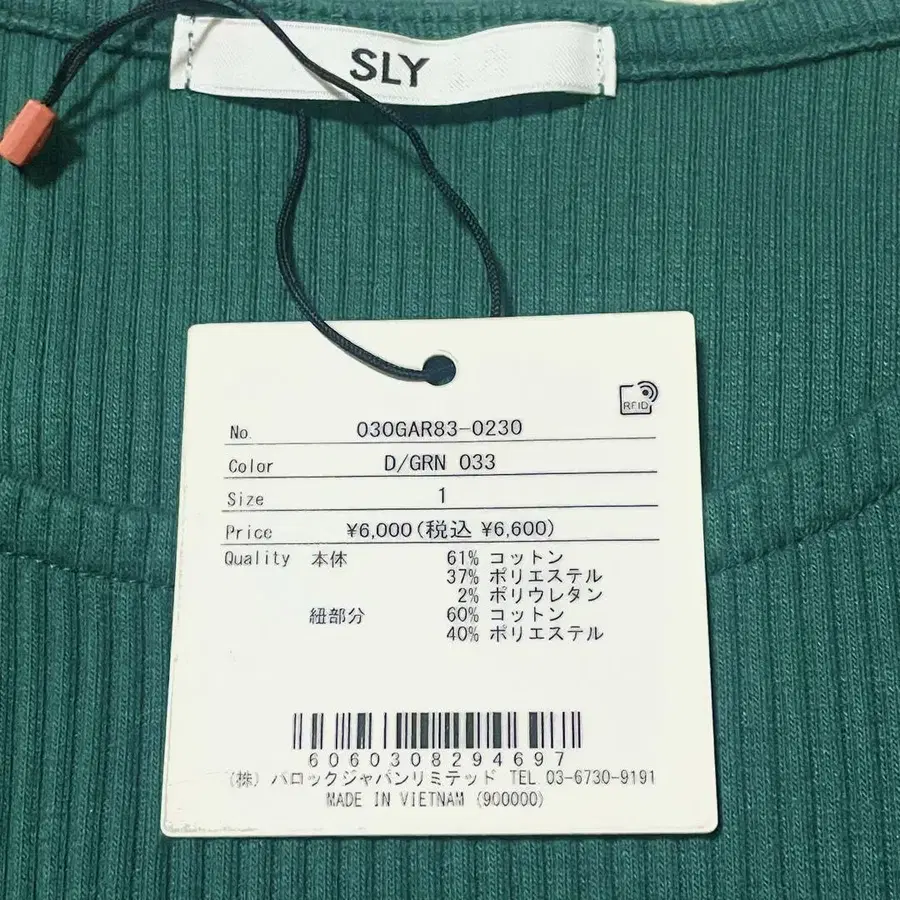 SLY
RFID
No. 030GAR83-0230
Color D/GRN 033
Size 1
Price ¥6,000(税込 ¥6,600)
Quality 本体 61% コットン
37% ポリエステル
2% ポリウレタン
紐部分 60% コットン
40% ポリエステル
6060308294697
(株) バロックジャパンリミテッド TEL 03-6730-9191
MADE IN VIETNAM (900000)